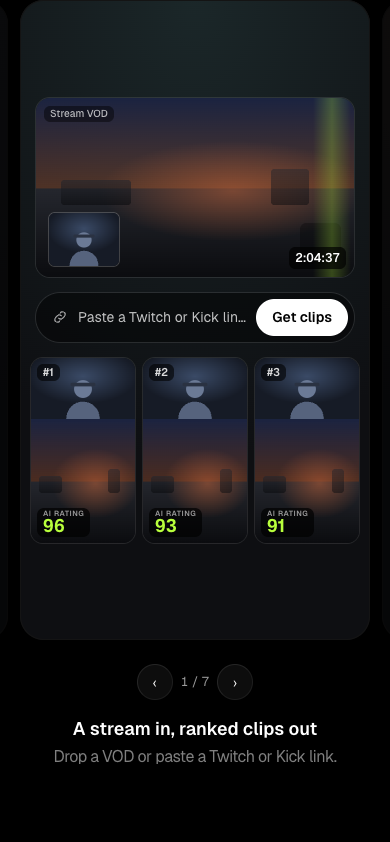 Stream VOD
2:04:37
Paste a Twitch or Kick lin...
Get clips
#1
#2
#3
AI RATING
96
AI RATING
93
AI RATING
91
‹
1 / 7
›
A stream in, ranked clips out
Drop a VOD or paste a Twitch or Kick link.